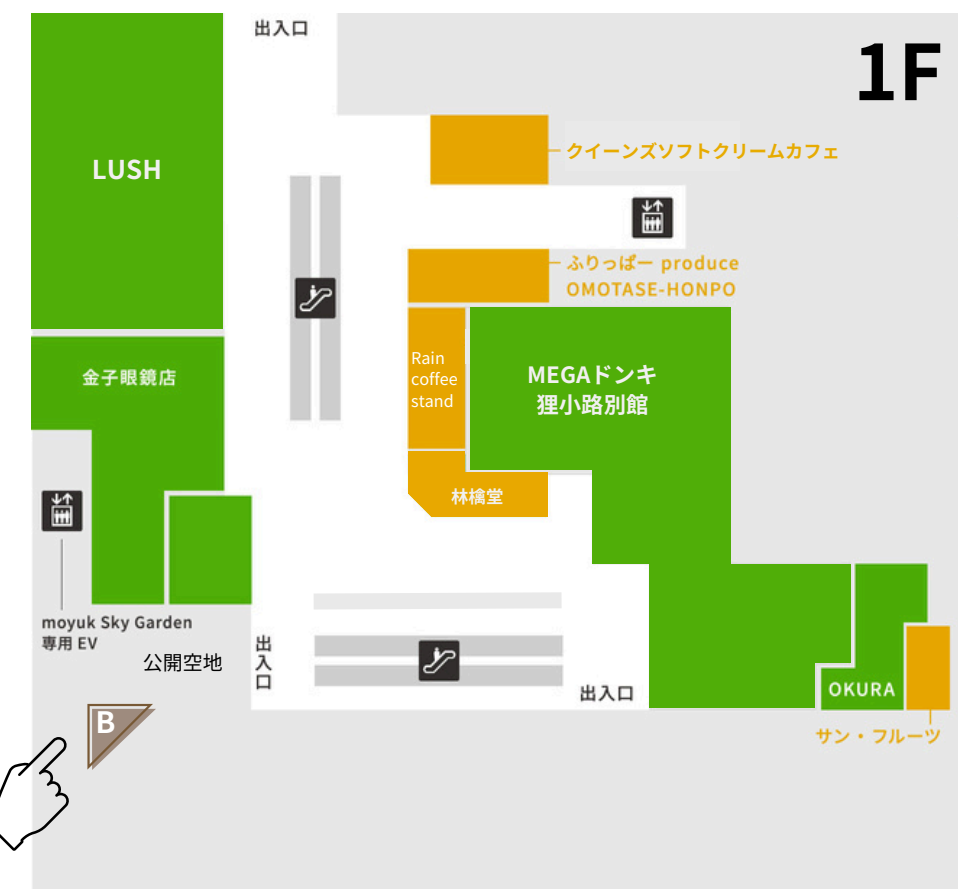 出入口
1F
LUSH
クイーンズソフトクリームカフェ
ふりっぱー produce
OMOTASE-HONPO
金子眼鏡店
Rain
coffee
stand
MEGAドンキ
狸小路別館
林檎堂
moyuk Sky Garden
専用 EV
公開空地
出入口
出入口
OKURA
サン・フルーツ
B